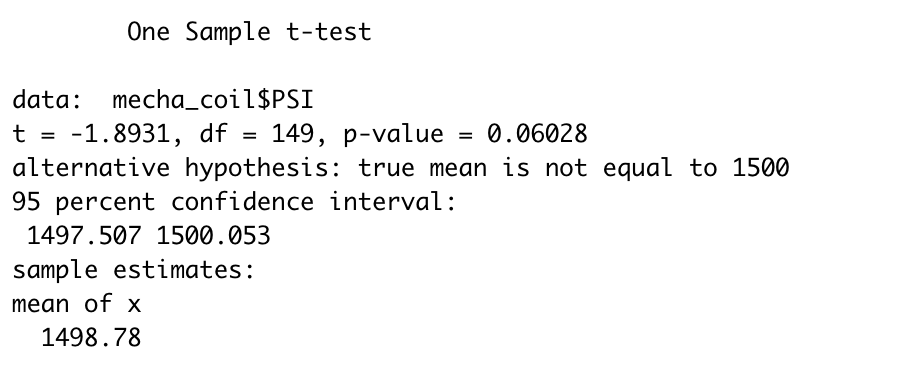 One Sample t-test
data:  mecha_coil$PSI
t = -1.8931, df = 149, p-value = 0.06028
alternative hypothesis: true mean is not equal to 1500
95 percent confidence interval:
1497.507 1500.053
sample estimates:
mean of x
1498.78